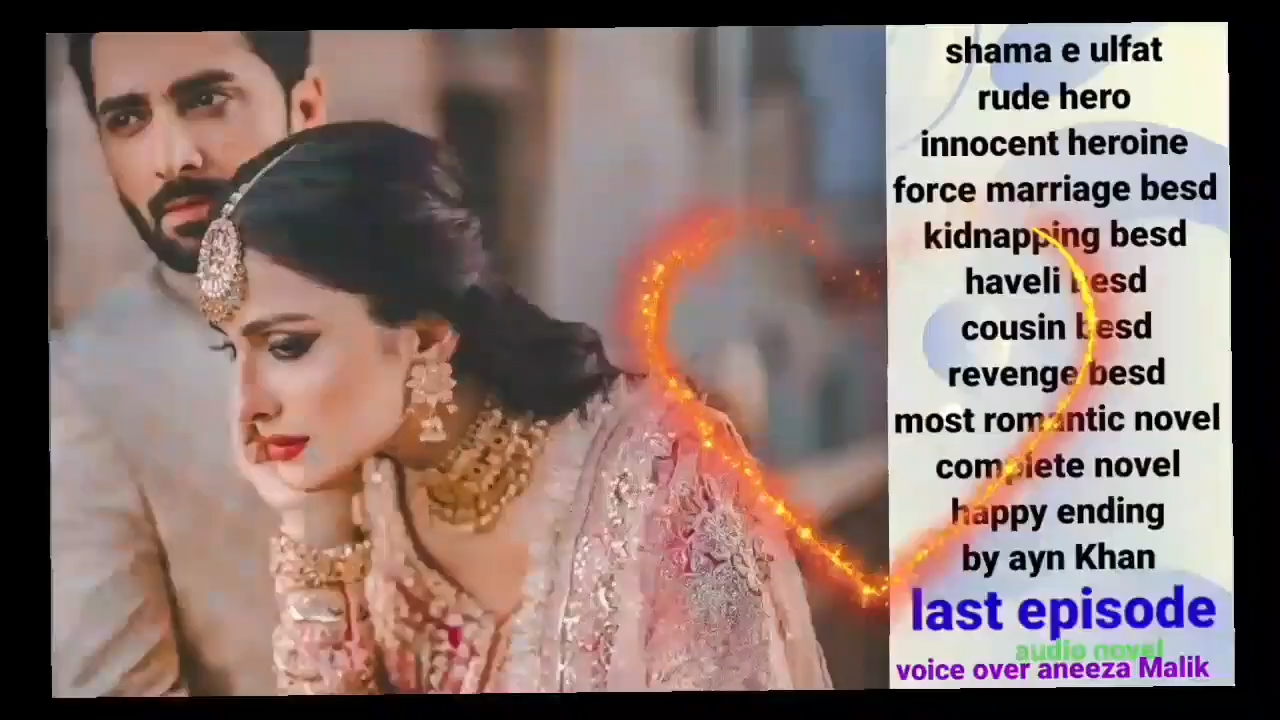 shama e ulfat
rude hero
innocent heroine
force marriage besd
kidnapping besd
haveli besd
cousin besd
revenge besd
most romantic novel
complete novel
happy ending
by ayn Khan
last episode
audio novel
voice over aneeza Malik